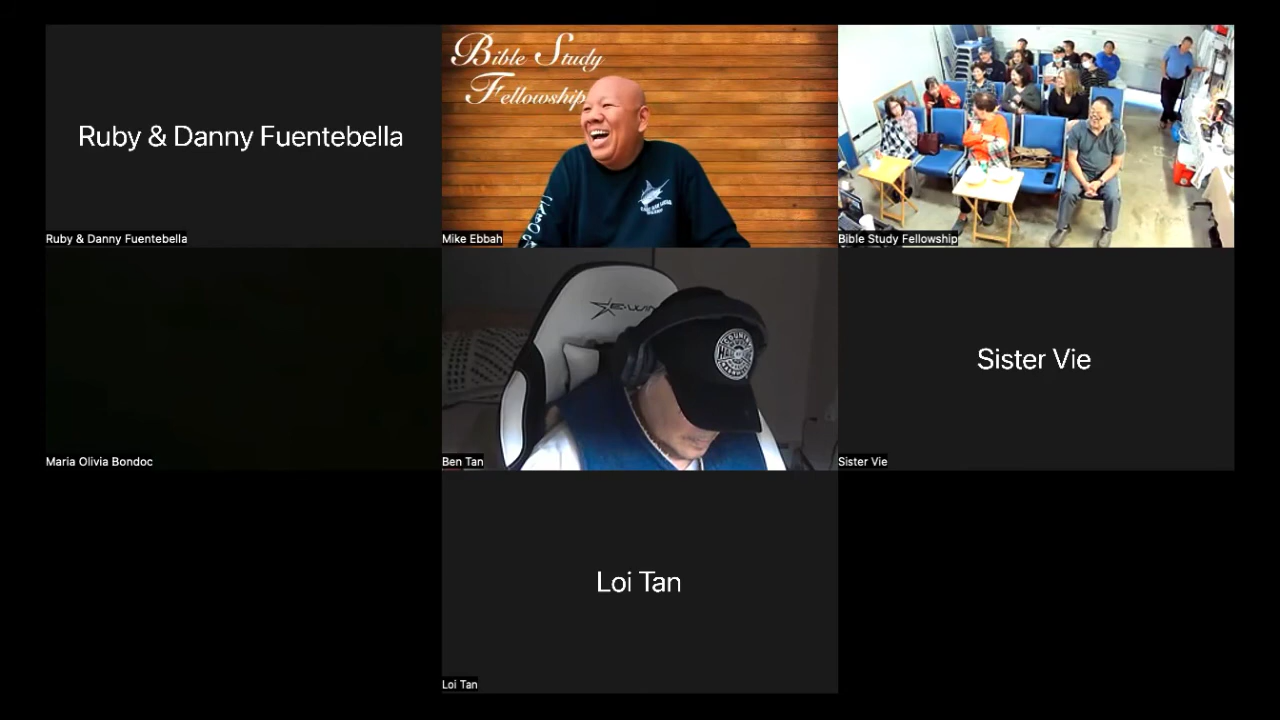 Ruby & Danny Fuentebella
Ruby & Danny Fuentebella
Bible Study
Fellowship
Mike Ebbah
Bible Study Fellowship
Maria Olivia Bondoc
Ben Tan
Sister Vie
Sister Vie
Loi Tan
Loi Tan